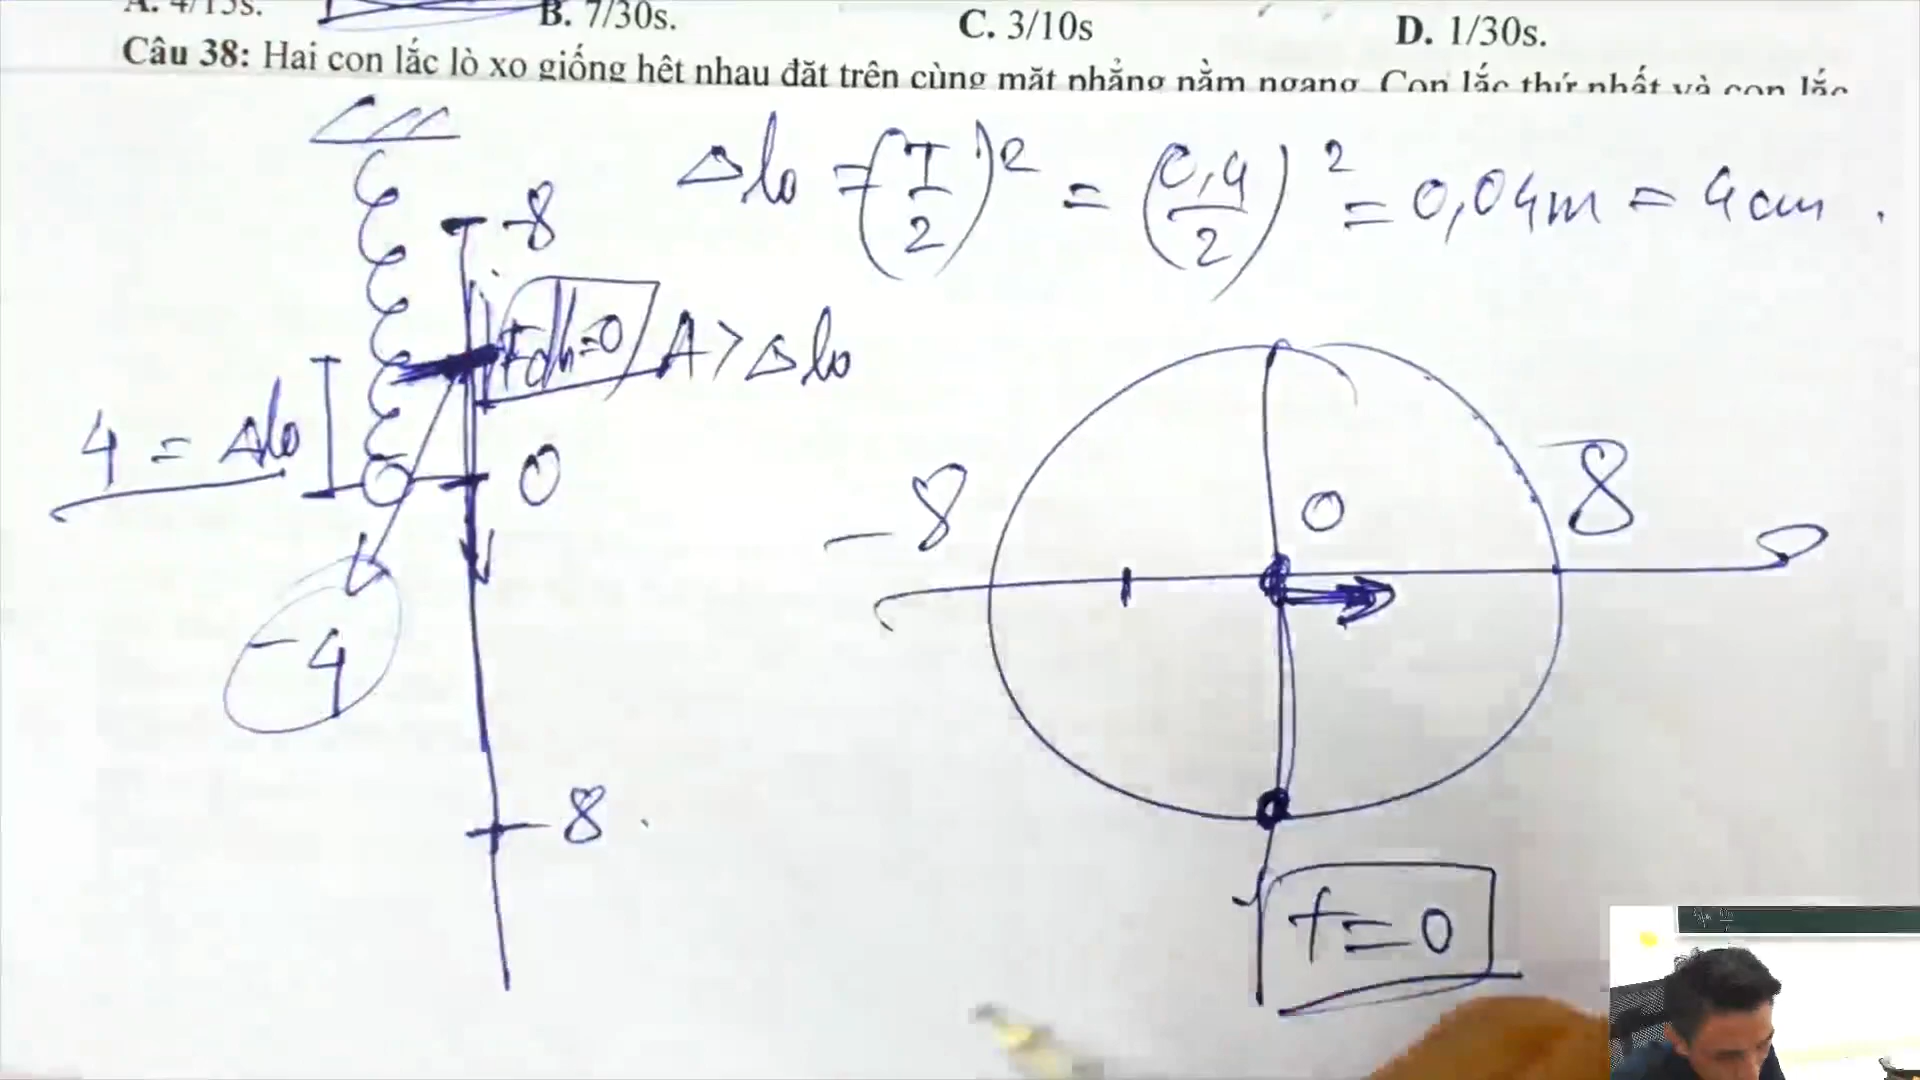 A. 4/15s. B. 7/30s. C. 3/10s D. 1/30s.
Câu 38: Hai con lắc lò xo giống hệt nhau đặt trên cùng mặt phẳng nằm ngang. Con lắc thứ nhất và con lắc
Δl₀ = (T/2)² = (0,4/2)² = 0,04m = 4cm.
-8
Fđh=0 A > Δl₀
4 = Δl₀
O
-4
8
-8 O 8
t=0